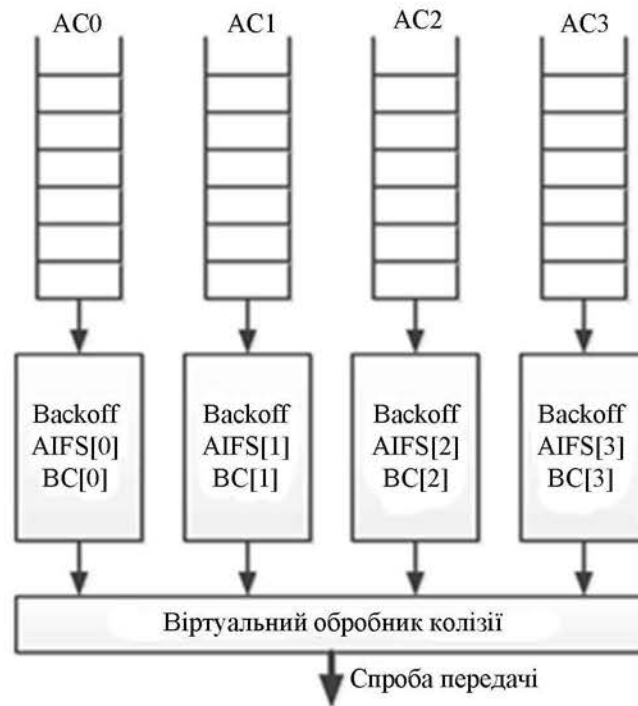 AC0 AC1 AC2 AC3
Backoff Backoff Backoff Backoff
AIFS[0] AIFS[1] AIFS[2] AIFS[3]
BC[0] BC[1] BC[2] BC[3]
Віртуальний обробник колізії
Спроба передачі